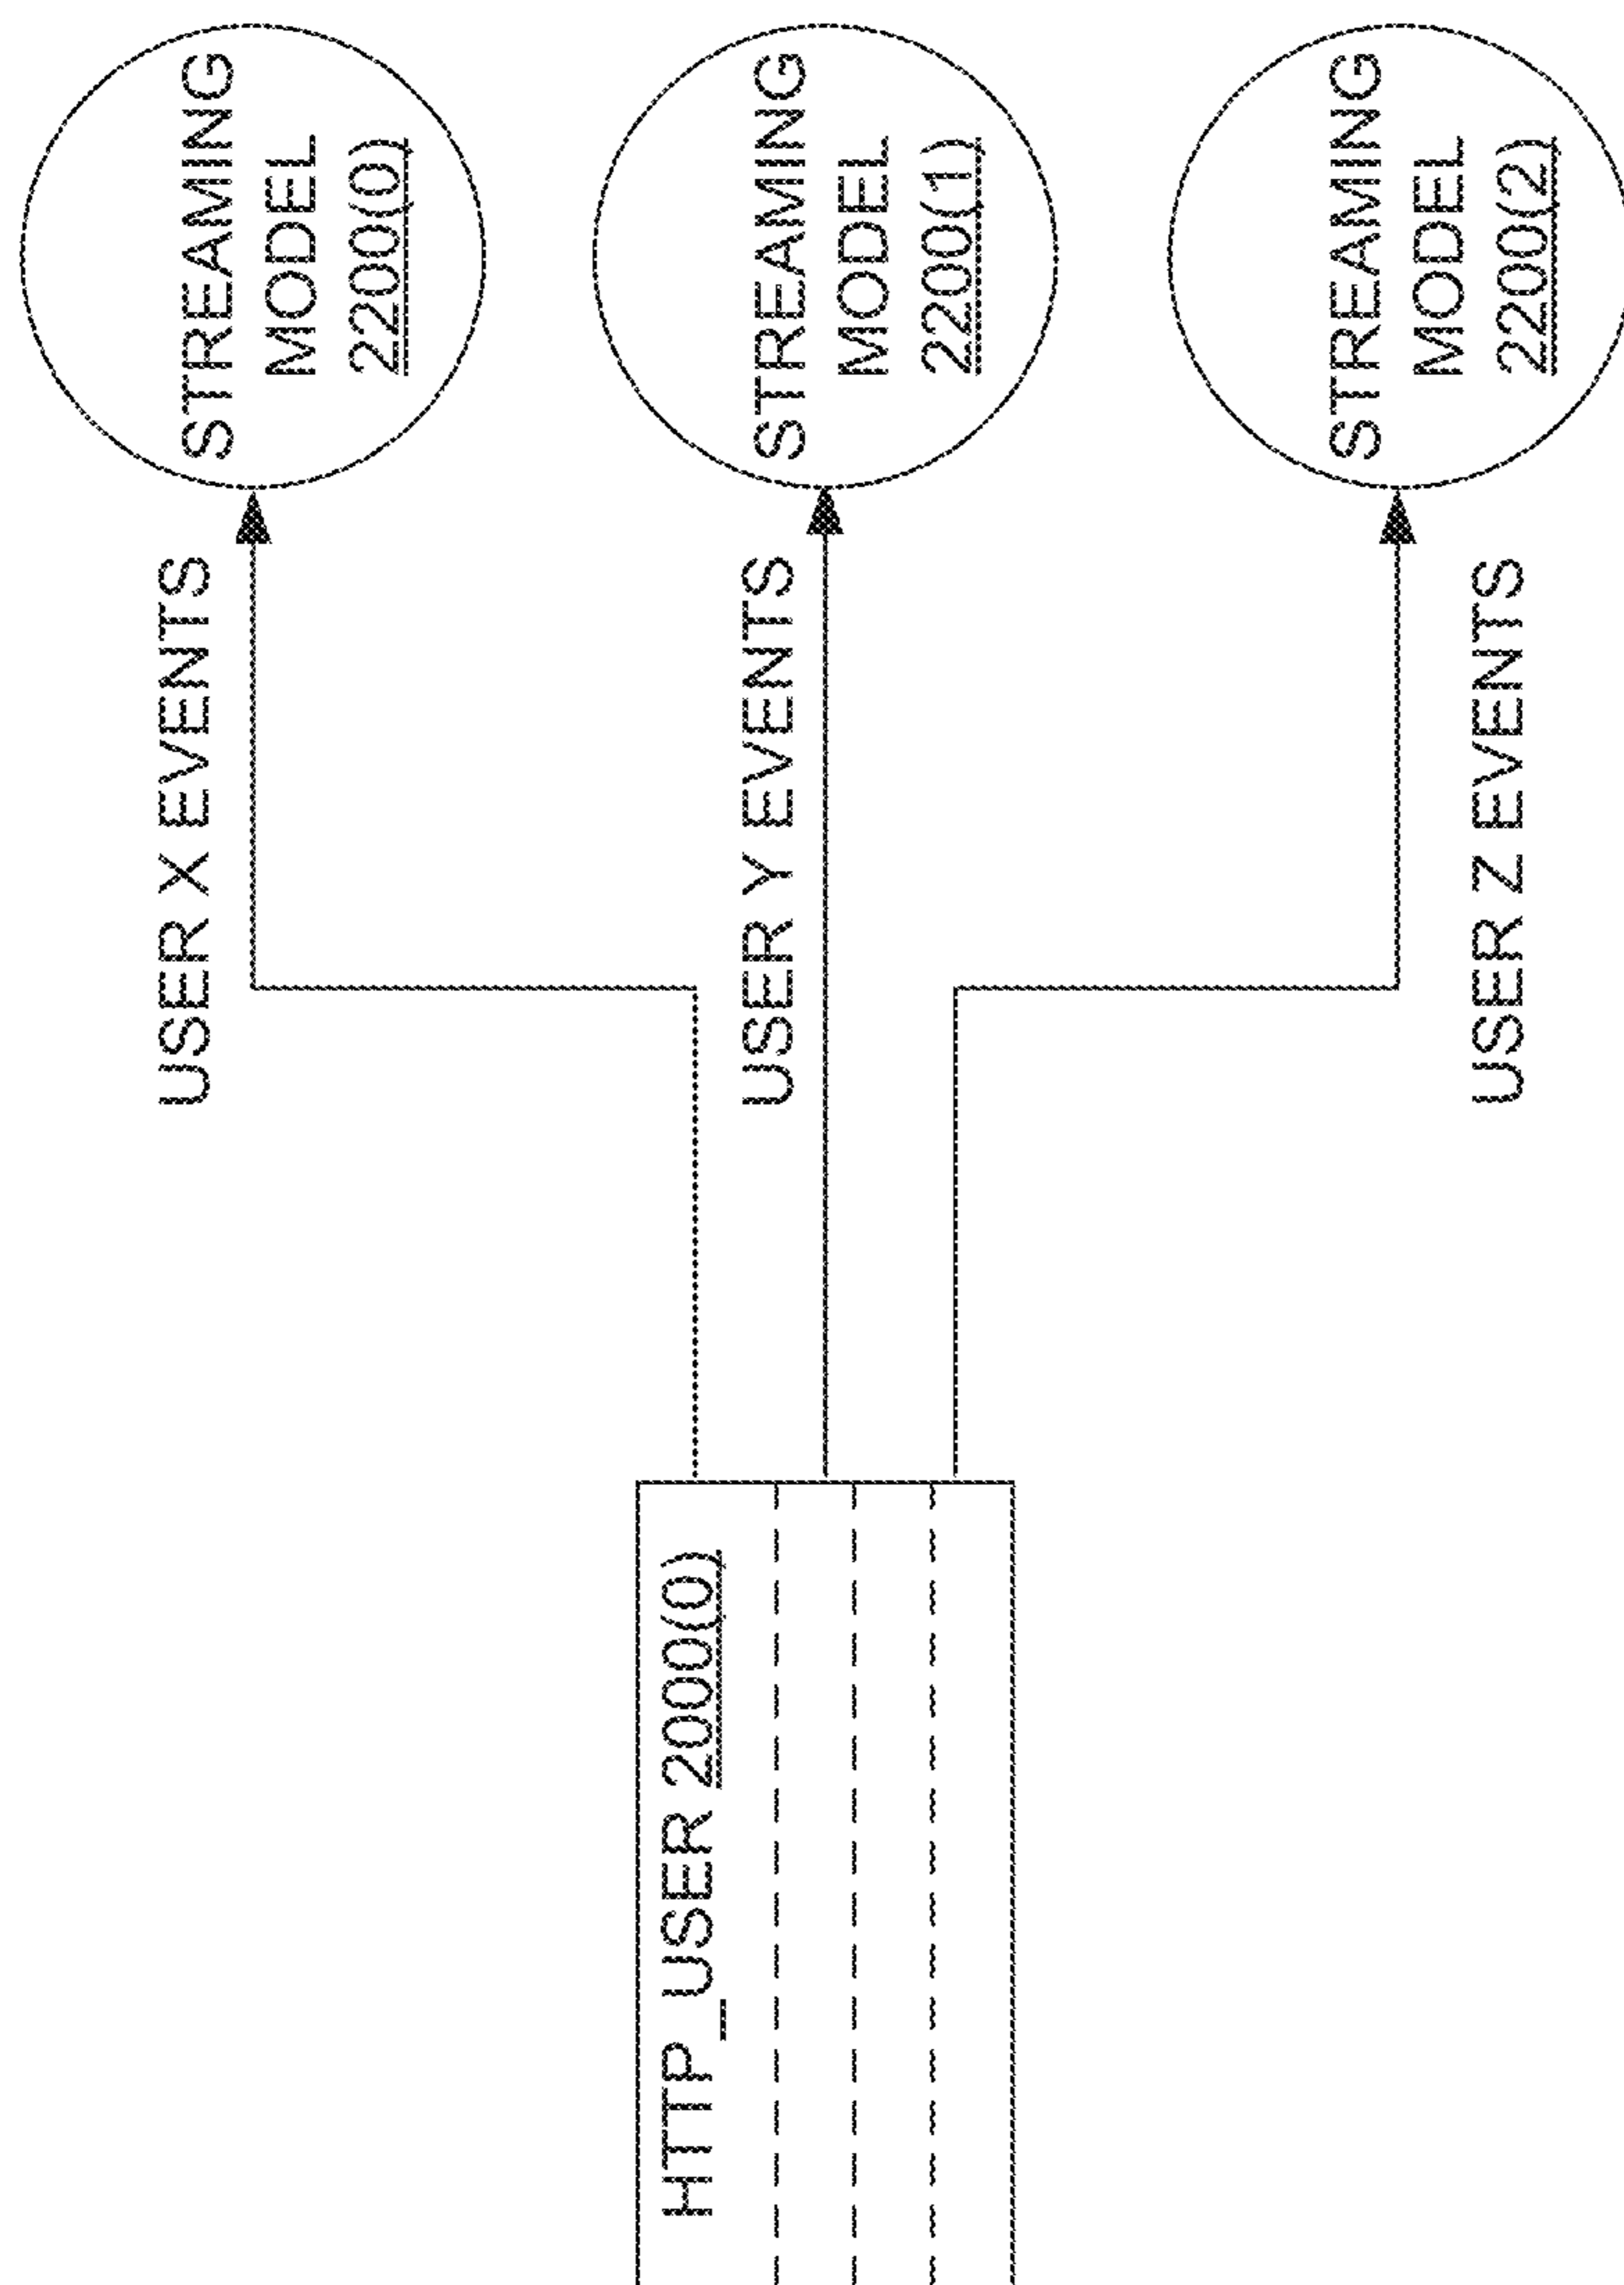 HTTP_USER 2000(0)
USER X EVENTS
STREAMING
MODEL
2200(0)
USER Y EVENTS
STREAMING
MODEL
2200(1)
USER Z EVENTS
STREAMING
MODEL
2200(2)